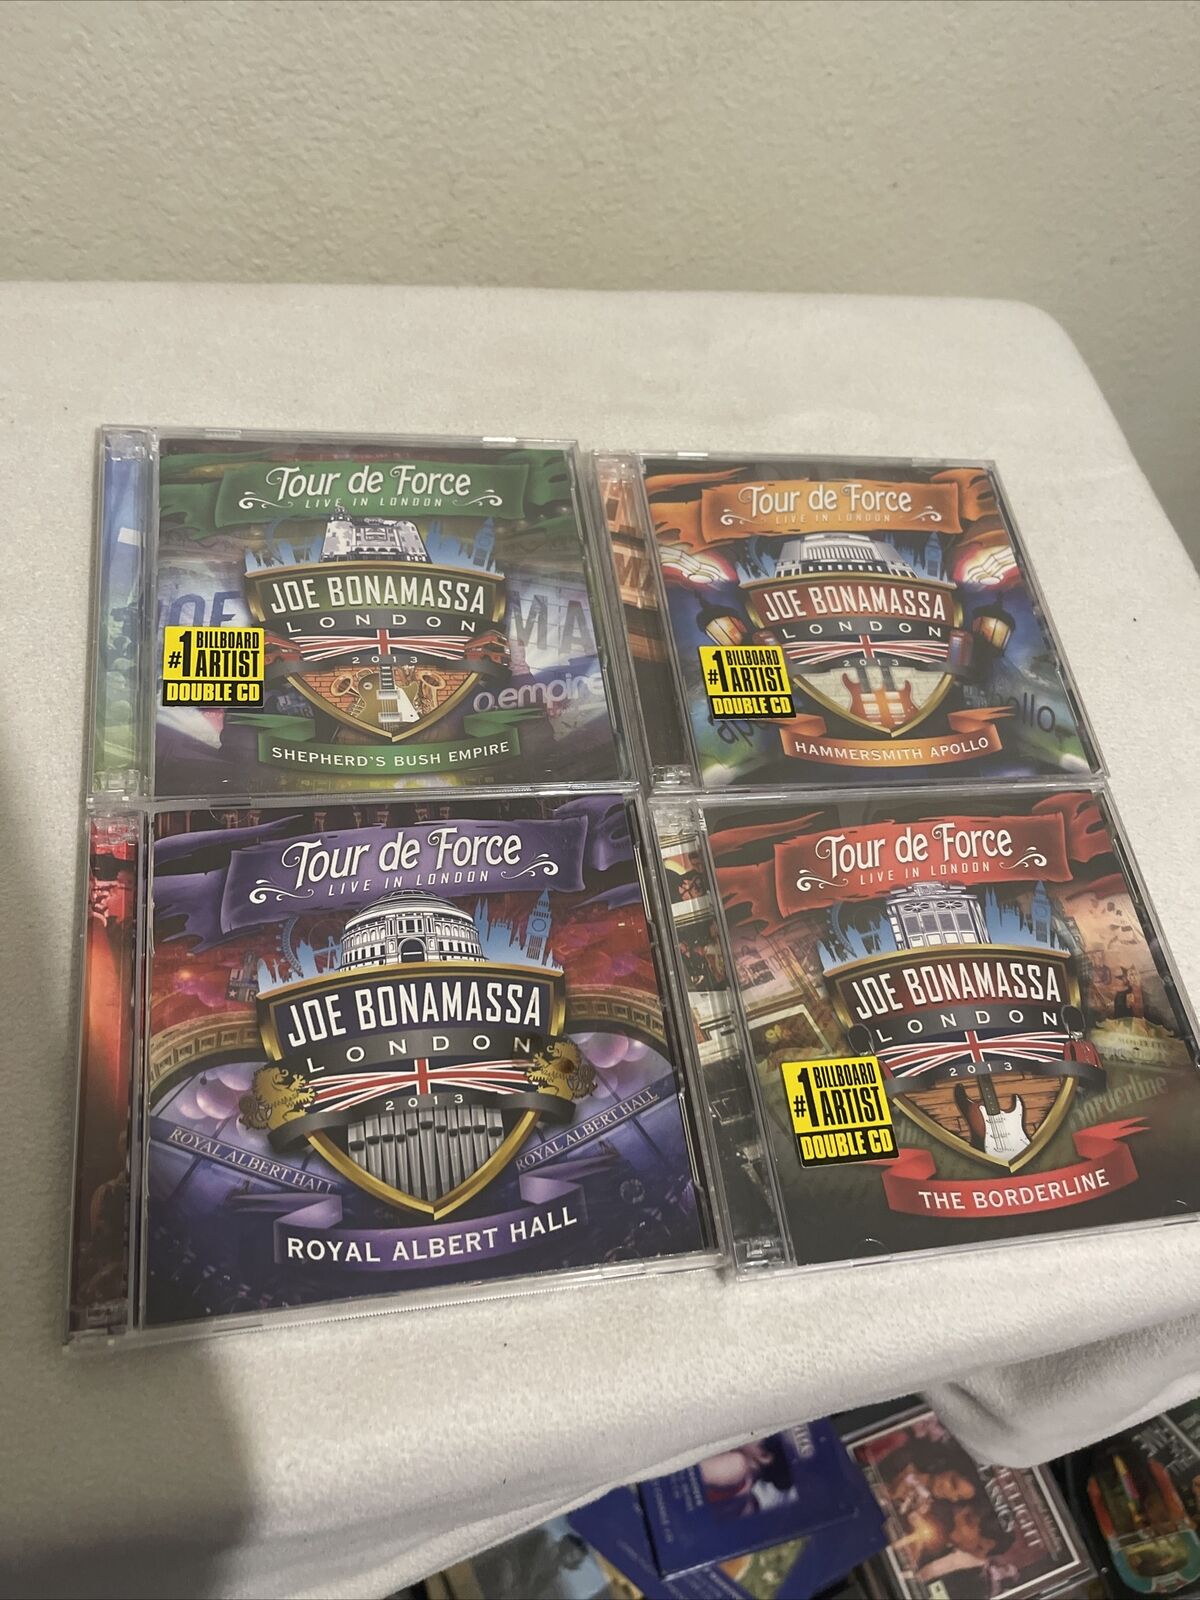 Tour de Force
LIVE IN LONDON
JOE BONAMASSA
LONDON
2013
JOE
MA
o.empire
#1 BILLBOARD
ARTIST
DOUBLE CD
SHEPHERD'S BUSH EMPIRE
Tour de Force
LIVE IN LONDON
JOE BONAMASSA
LONDON
2013
#1 BILLBOARD
ARTIST
DOUBLE CD
HAMMERSMITH APOLLO
Tour de Force
LIVE IN LONDON
JOE BONAMASSA
LONDON
2013
ROYAL ALBERT HALL
ROYAL ALBERT HALL
ROYAL ALBERT HALL
Tour de Force
LIVE IN LONDON
JOE BONAMASSA
LONDON
2013
#1 BILLBOARD
ARTIST
DOUBLE CD
borderline
THE BORDERLINE